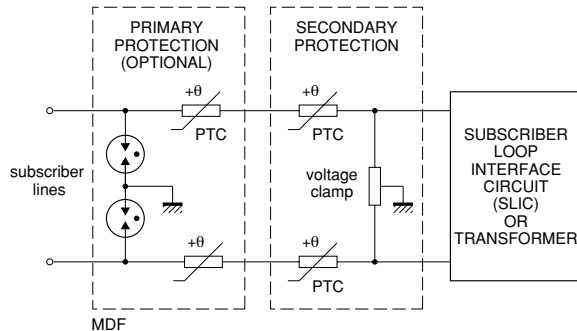 PRIMARY
PROTECTION
(OPTIONAL)
SECONDARY
PROTECTION
+θ
PTC
+θ
PTC
subscriber
lines
voltage
clamp
SUBSCRIBER
LOOP
INTERFACE
CIRCUIT
(SLIC)
OR
TRANSFORMER
+θ
+θ
PTC
MDF